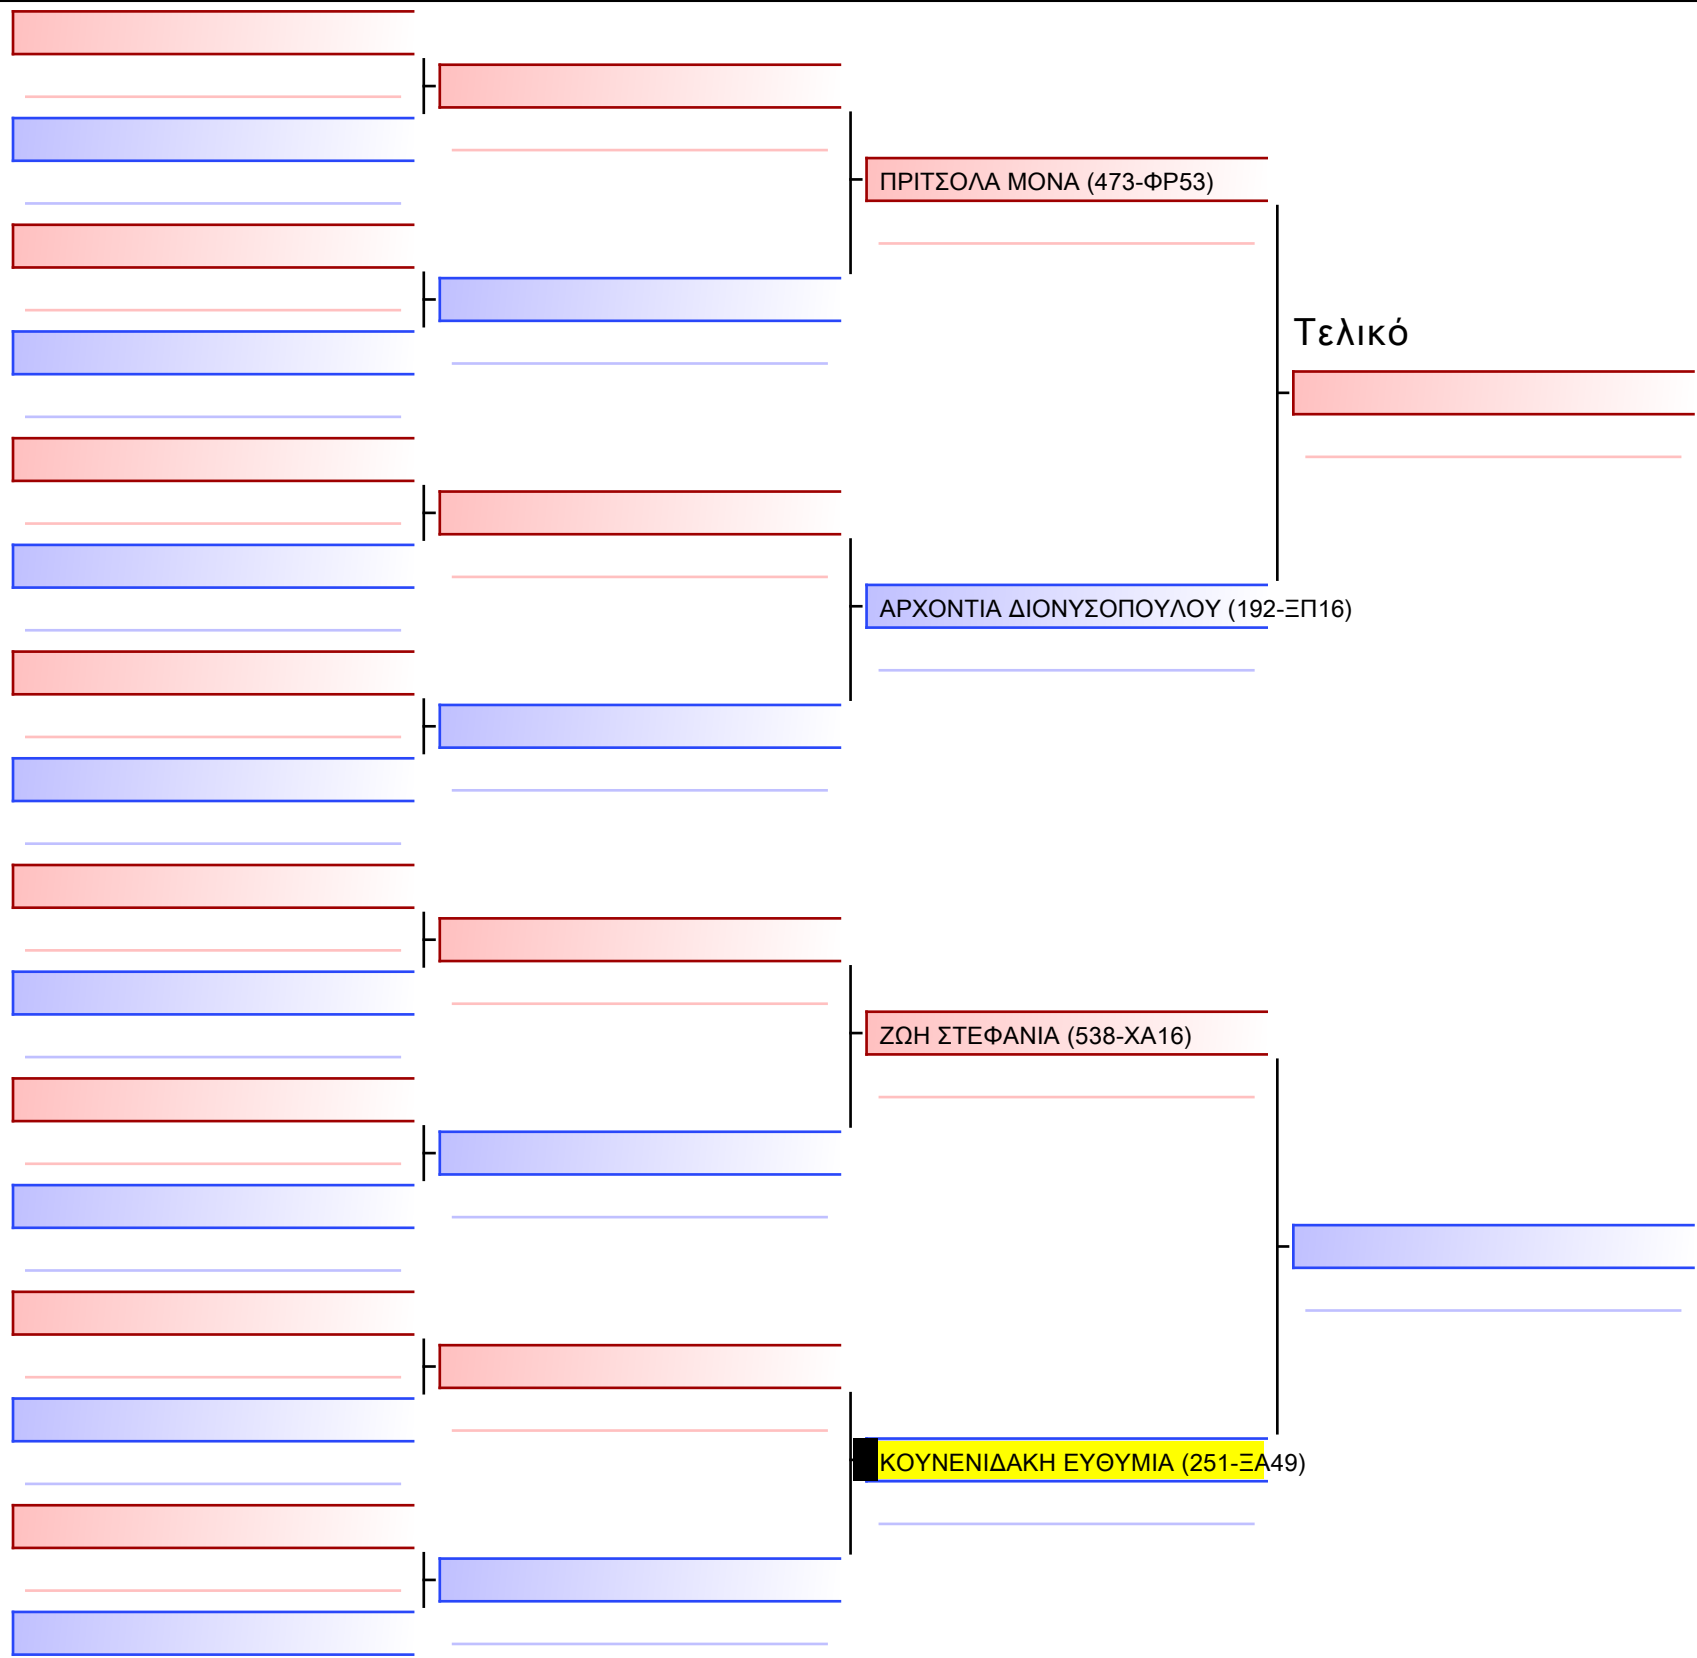 ΠΡΙΤΣΟΛΑ ΜΟΝΑ (473-ΦΡ53)
Τελικό
ΑΡΧΟΝΤΙΑ ΔΙΟΝΥΣΟΠΟΥΛΟΥ (192-ΞΠ16)
ΖΩΗ ΣΤΕΦΑΝΙΑ (538-ΧΑ16)
ΚΟΥΝΕΝΙΔΑΚΗ ΕΥΘΥΜΙΑ (251-ΞΑ49)